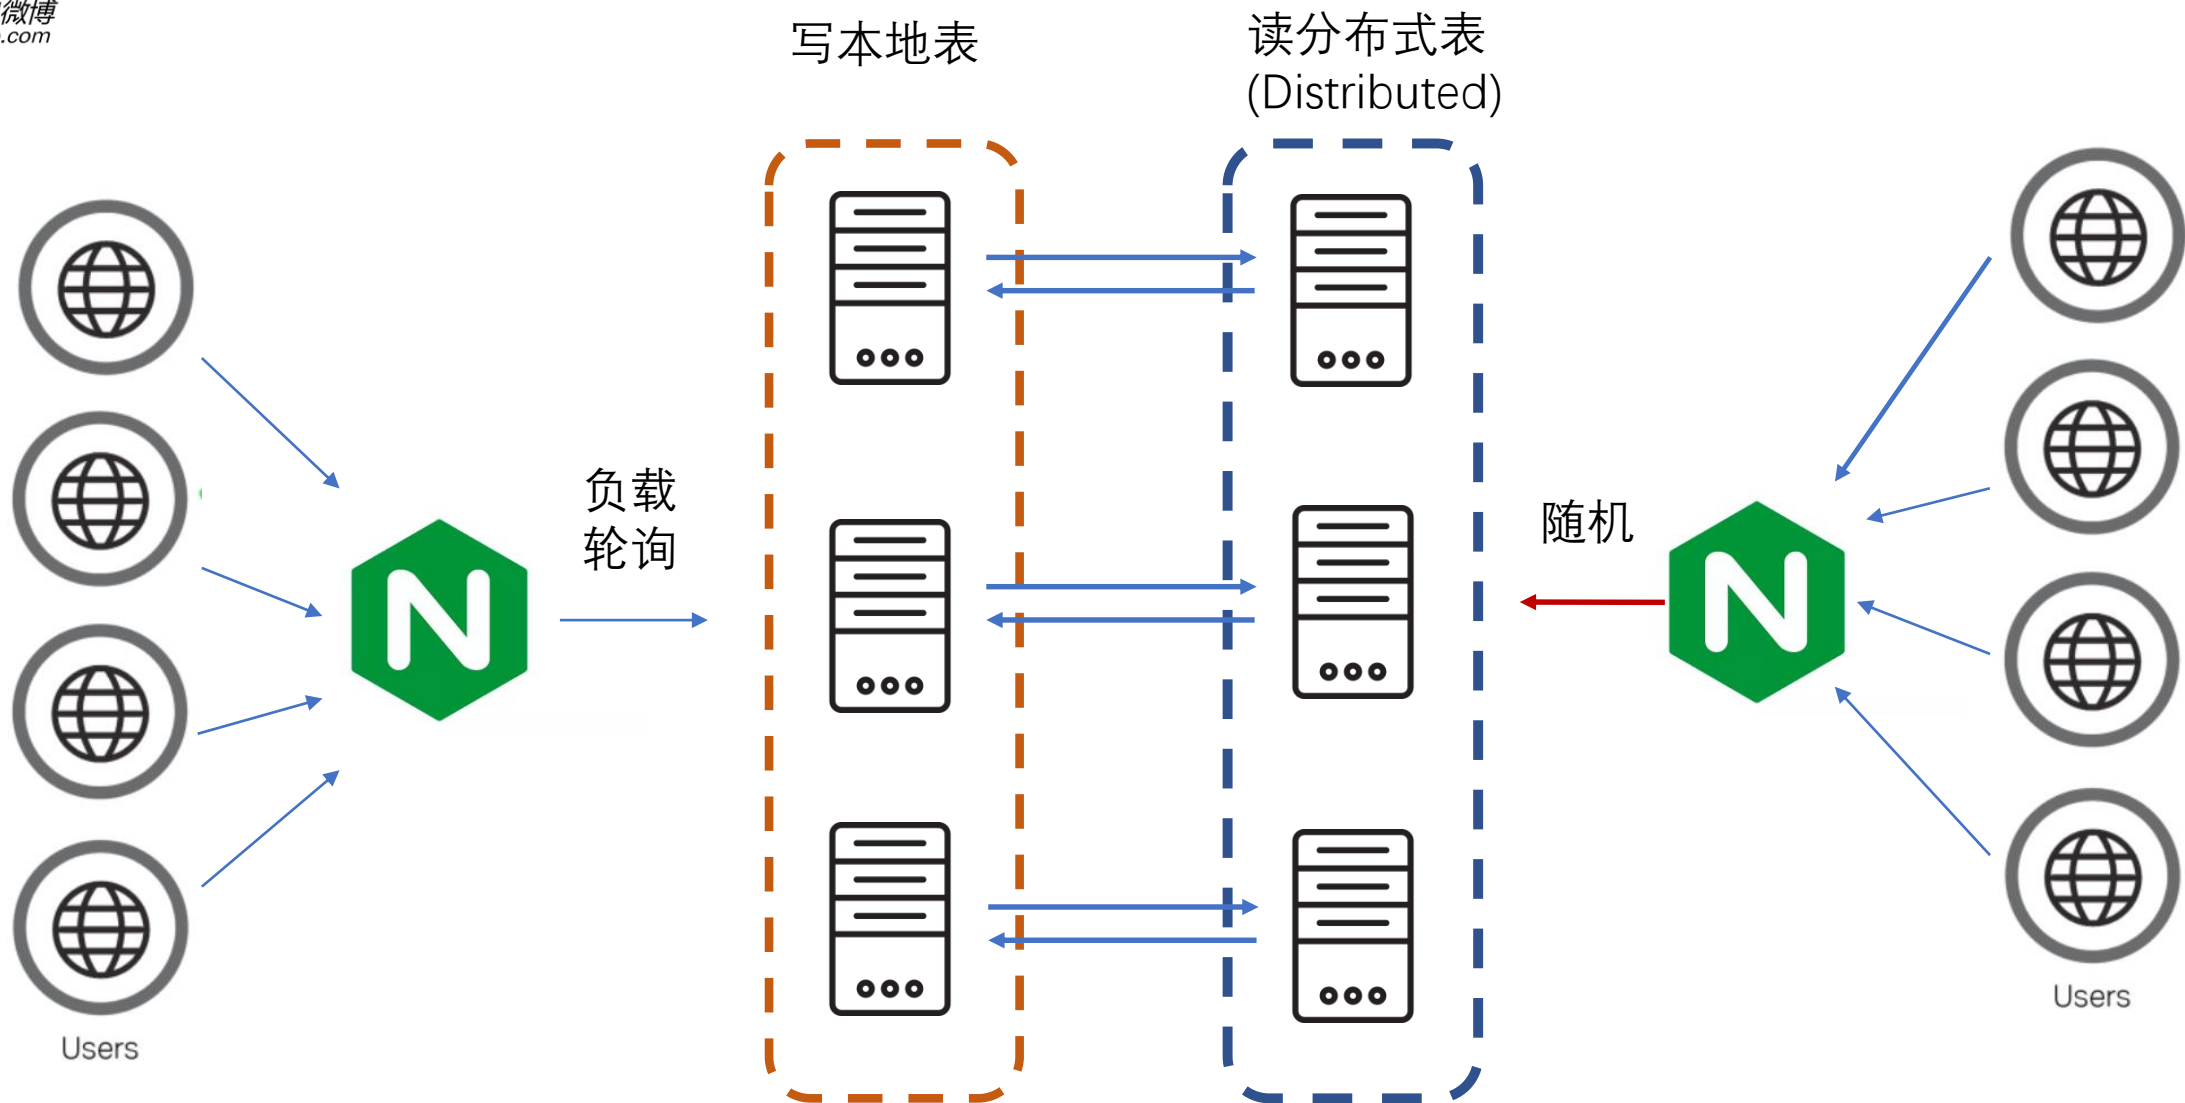 微博
.com
写本地表
读分布式表
(Distributed)
负载
轮询
随机
Users
Users